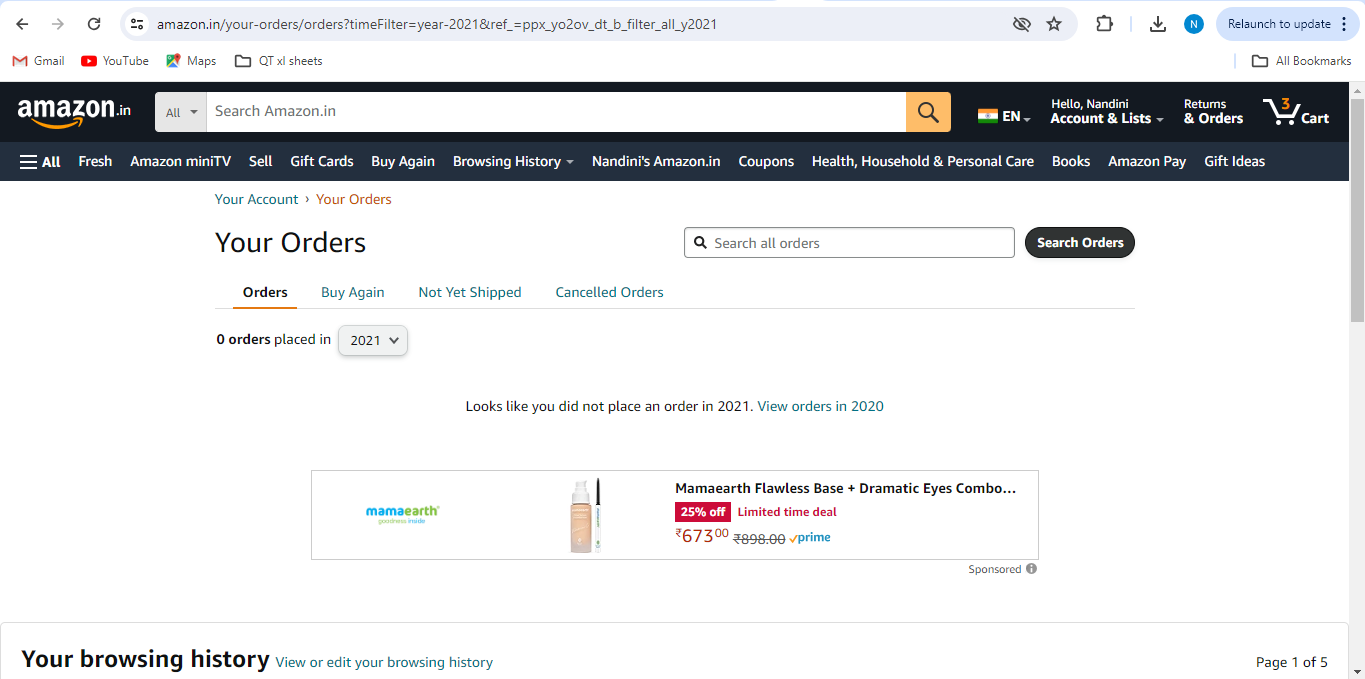 amazon.in/your-orders/orders?timeFilter=year-2021&ref_=ppx_yo2ov_dt_b_filter_all_y2021
N
Relaunch to update
Gmail YouTube Maps QT xl sheets All Bookmarks
amazon.in All Search Amazon.in EN Hello, Nandini Account & Lists Returns & Orders 3 Cart
All Fresh Amazon miniTV Sell Gift Cards Buy Again Browsing History Nandini's Amazon.in Coupons Health, Household & Personal Care Books Amazon Pay Gift Ideas
Your Account › Your Orders
Your Orders Search all orders Search Orders
Orders Buy Again Not Yet Shipped Cancelled Orders
0 orders placed in 2021
Looks like you did not place an order in 2021. View orders in 2020
mamaearth
goodness inside
Mamaearth Flawless Base + Dramatic Eyes Combo...
25% off Limited time deal
₹67300 ₹898.00 prime
Sponsored
Your browsing history View or edit your browsing history Page 1 of 5